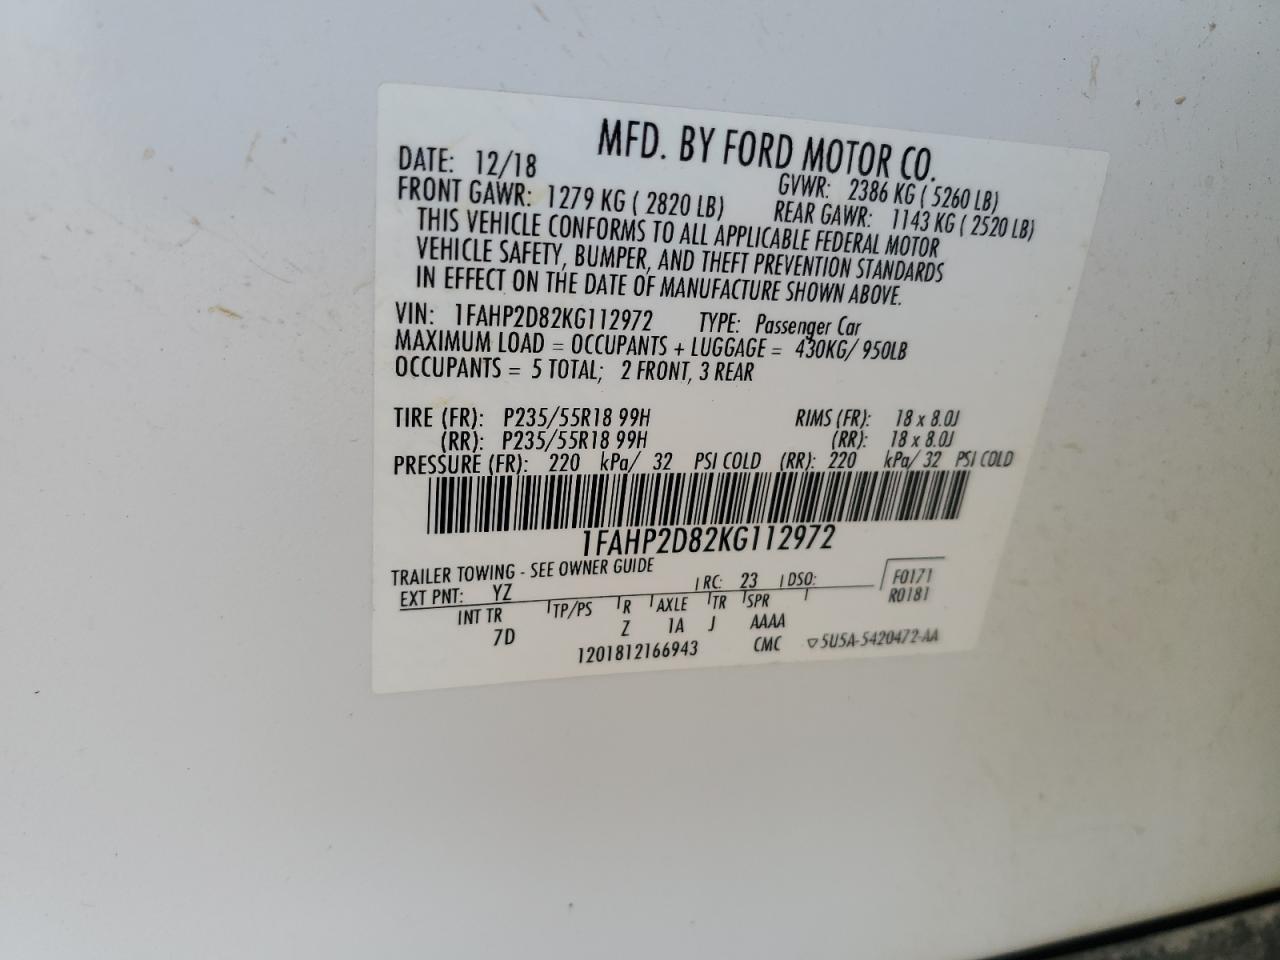 MFD. BY FORD MOTOR CO.
DATE: 12/18 GVWR: 2386 KG ( 5260 LB)
FRONT GAWR: 1279 KG ( 2820 LB) REAR GAWR: 1143 KG ( 2520 LB)
THIS VEHICLE CONFORMS TO ALL APPLICABLE FEDERAL MOTOR
VEHICLE SAFETY, BUMPER, AND THEFT PREVENTION STANDARDS
IN EFFECT ON THE DATE OF MANUFACTURE SHOWN ABOVE.
VIN: 1FAHP2D82KG112972 TYPE: Passenger Car
MAXIMUM LOAD = OCCUPANTS + LUGGAGE = 430KG/ 950LB
OCCUPANTS = 5 TOTAL; 2 FRONT, 3 REAR
TIRE (FR): P235/55R18 99H RIMS (FR): 18 x 8.0J
(RR): P235/55R18 99H (RR): 18 x 8.0J
PRESSURE (FR): 220 kPa/ 32 PSI COLD (RR): 220 kPa/ 32 PSI COLD
1FAHP2D82KG112972
TRAILER TOWING - SEE OWNER GUIDE
EXT PNT: YZ RC: 23 DSO: F0171
R0181
INT TR TP/PS R AXLE TR SPR
7D Z 1A J AAAA
1201812166943 CMC ▽5U5A-5420472-AA